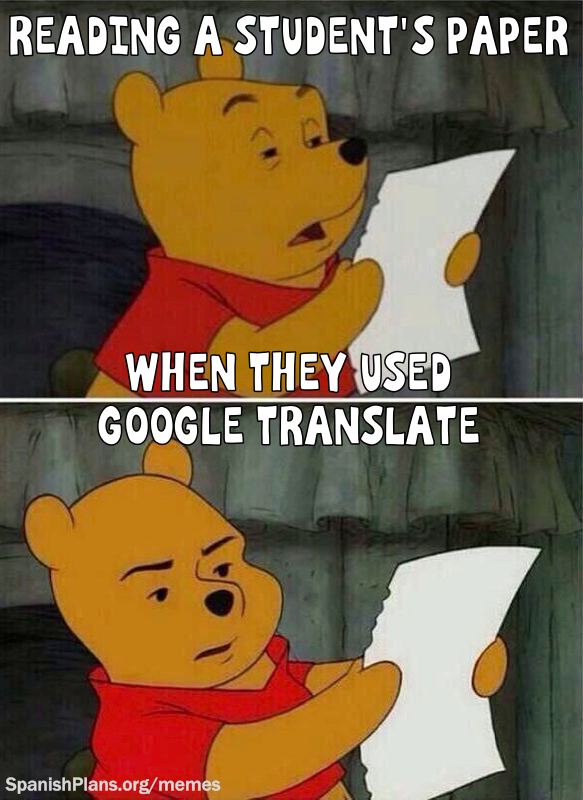 READING A STUDENT'S PAPER
WHEN THEY USED
GOOGLE TRANSLATE
SpanishPlans.org/memes